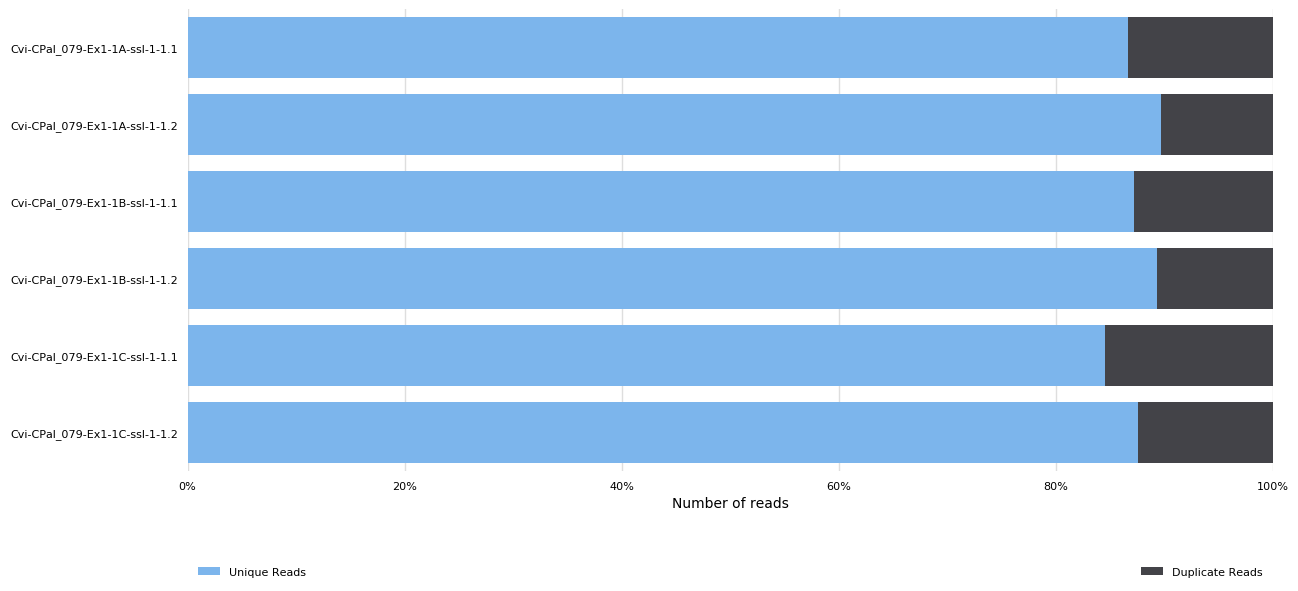 Cvi-CPal_079-Ex1-1A-ssl-1-1.1
Cvi-CPal_079-Ex1-1A-ssl-1-1.2
Cvi-CPal_079-Ex1-1B-ssl-1-1.1
Cvi-CPal_079-Ex1-1B-ssl-1-1.2
Cvi-CPal_079-Ex1-1C-ssl-1-1.1
Cvi-CPal_079-Ex1-1C-ssl-1-1.2
0% 20% 40% 60% 80% 100%
Number of reads
Unique Reads Duplicate Reads